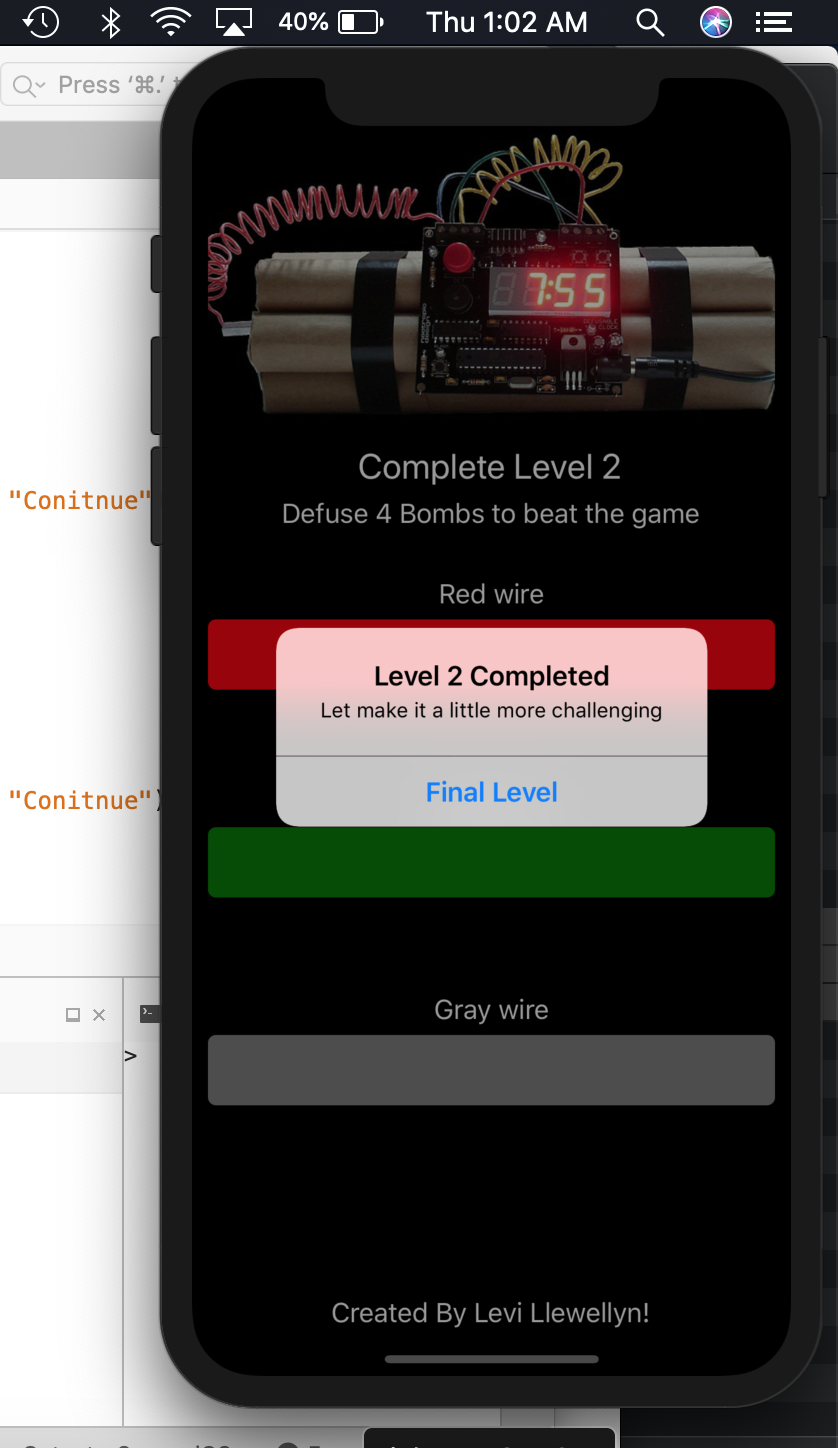 40%
Thu 1:02 AM
Press ‘⌘.’
7:55
Complete Level 2
Defuse 4 Bombs to beat the game
"Conitnue"
Red wire
Level 2 Completed
Let make it a little more challenging
Final Level
"Conitnue")
Gray wire
>
Created By Levi Llewellyn!